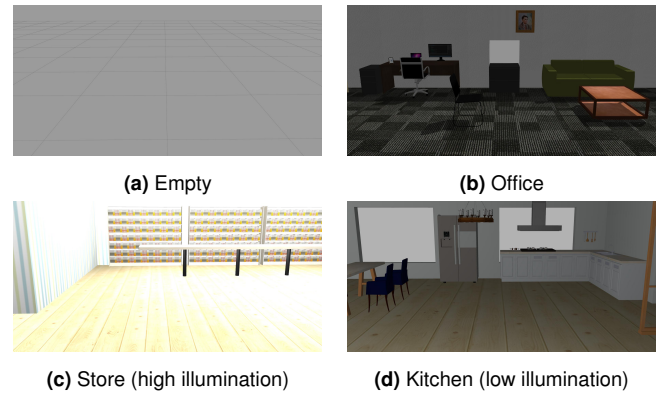 (a) Empty
(b) Office
(c) Store (high illumination)
(d) Kitchen (low illumination)